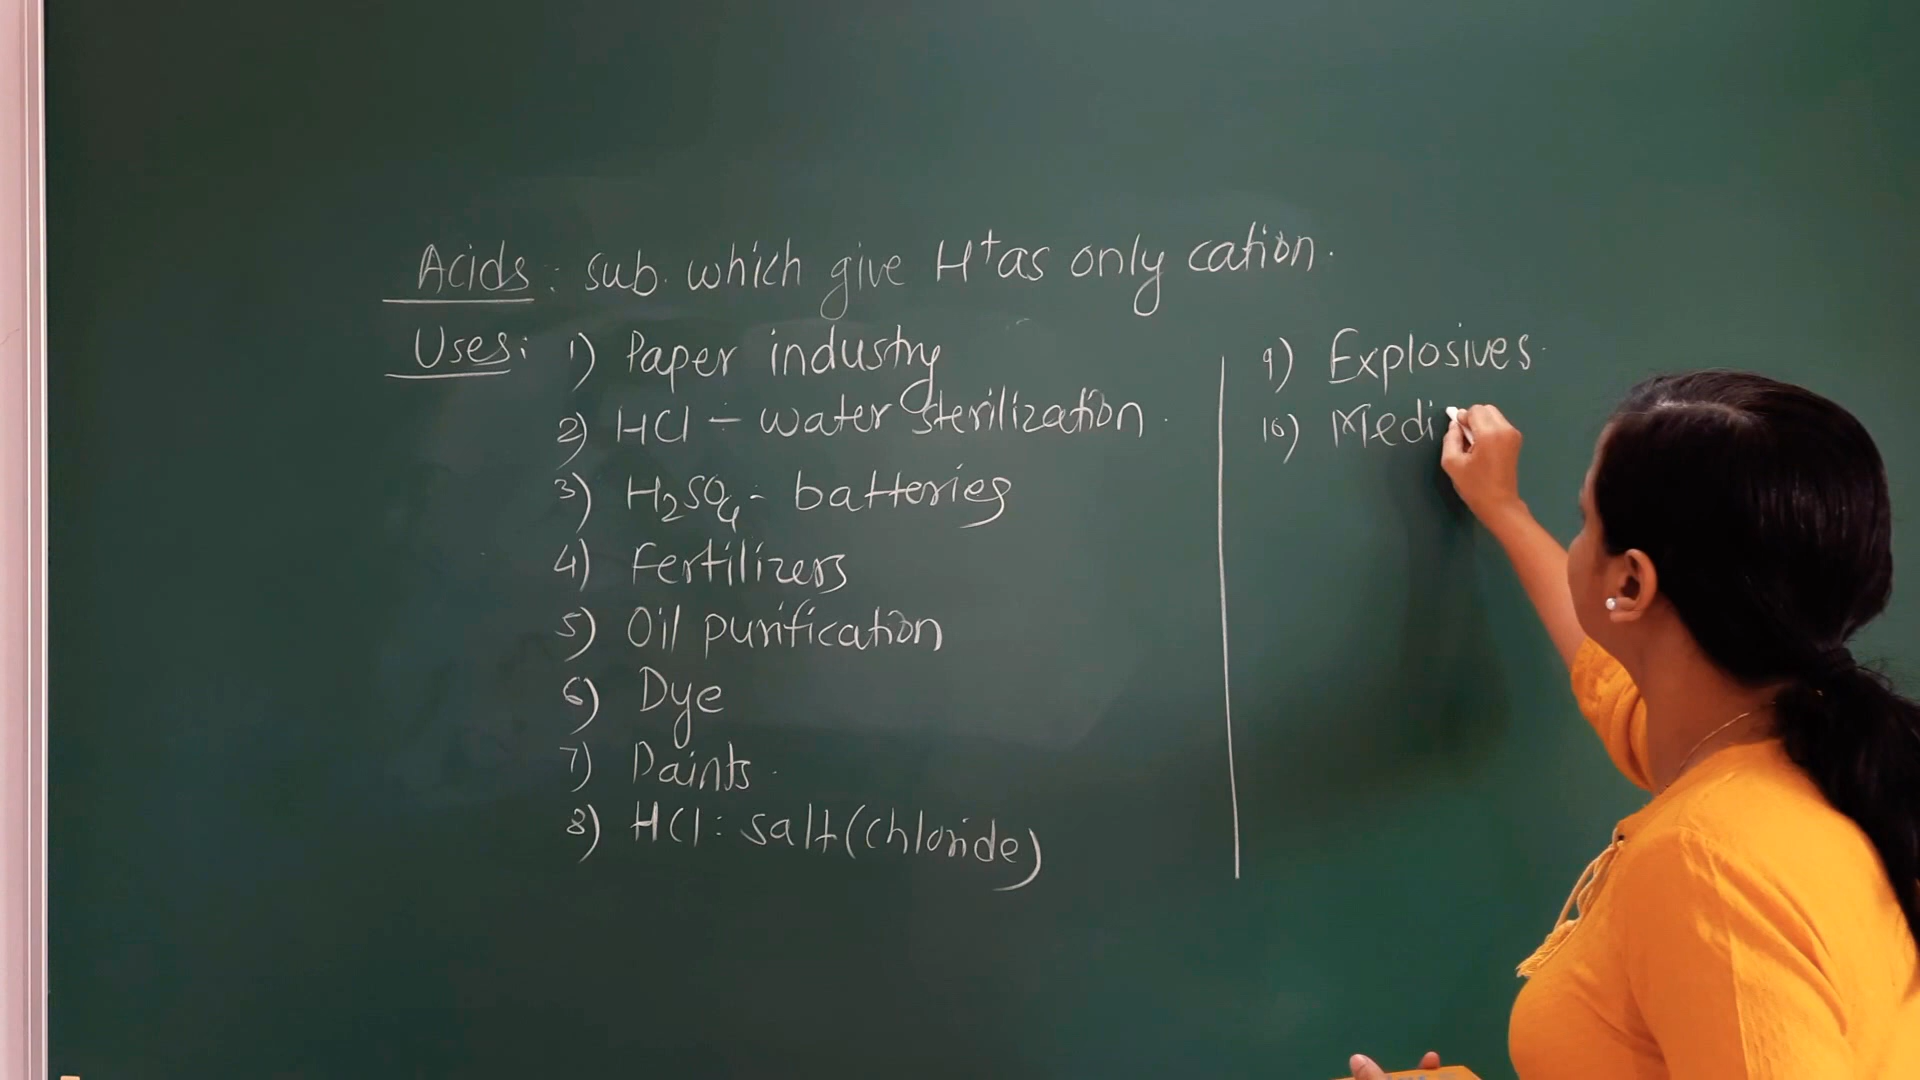 Acids: sub. which give H⁺ as only cation.
Uses: 1) Paper industry
2) HCl - water sterilization.
3) H₂SO₄ - batteries
4) Fertilizers
5) Oil purification
6) Dye
7) Paints.
8) HCl: salt (chloride)
9) Explosives.
10) Medi